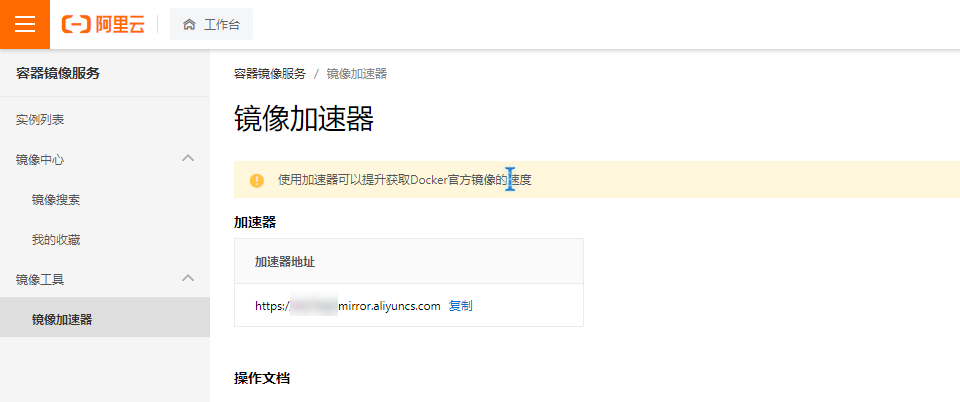 阿里云 工作台
容器镜像服务
实例列表
镜像中心
镜像搜索
我的收藏
镜像工具
镜像加速器
容器镜像服务 / 镜像加速器
镜像加速器
使用加速器可以提升获取Docker官方镜像的速度
加速器
加速器地址
https:/ mirror.aliyuncs.com 复制
操作文档